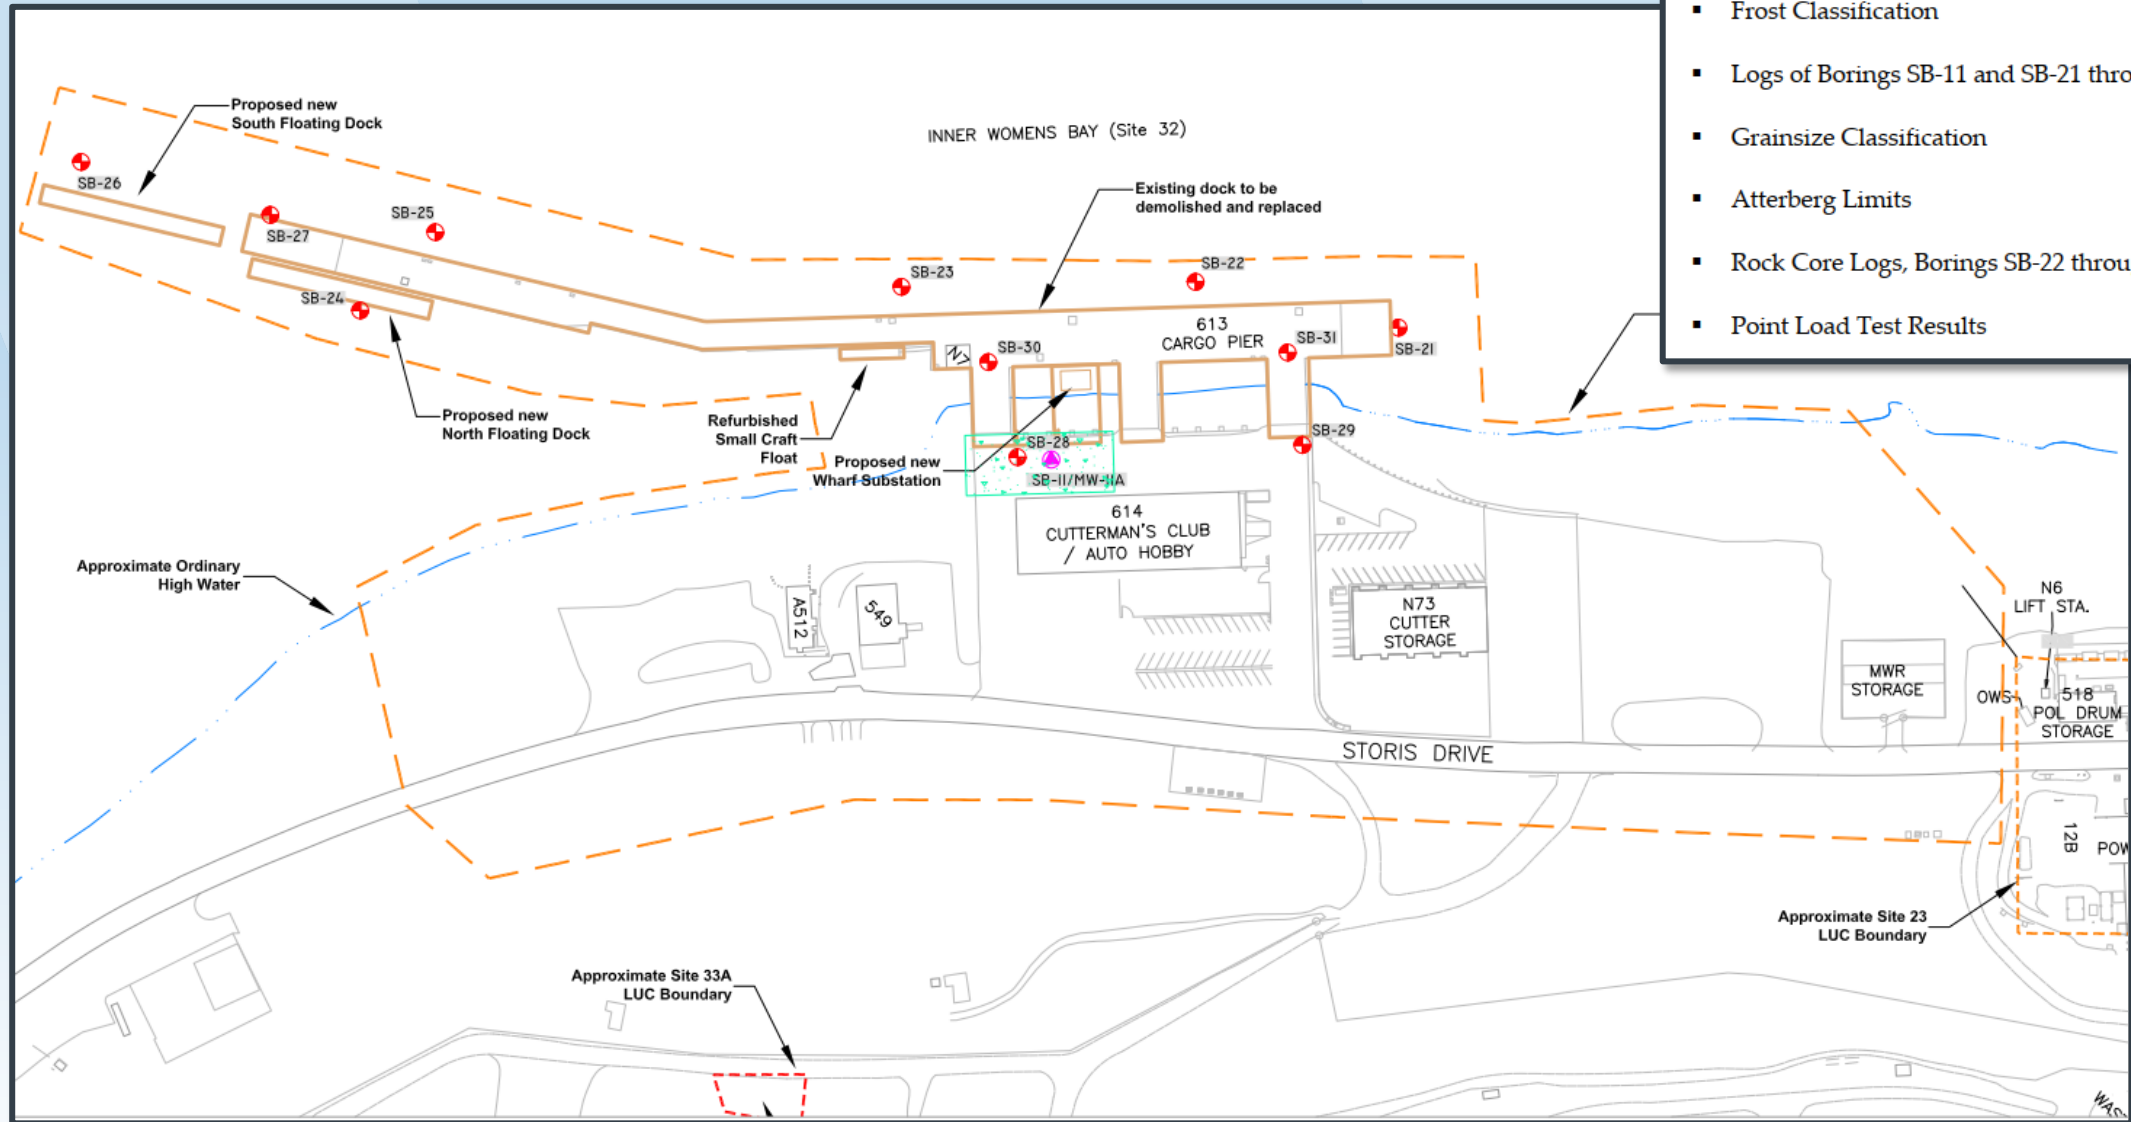 Frost Classification
Logs of Borings SB-11 and SB-21
Grainsize Classification
Atterberg Limits
Rock Core Logs, Borings SB-22
Point Load Test Results
Proposed new
South Floating Dock
INNER WOMENS BAY (Site 32)
SB-26
SB-27
SB-25
Existing dock to be
demolished and replaced
SB-23
SB-22
SB-24
613
CARGO PIER
SB-31
SB-21
N7
SB-30
Proposed new
North Floating Dock
Refurbished
Small Craft
Float
Proposed new
Wharf Substation
SB-28
SB-29
SB-11/MW-11A
614
CUTTERMAN'S CLUB
/ AUTO HOBBY
Approximate Ordinary
High Water
A512
549
N73
CUTTER
STORAGE
N6
LIFT STA.
MWR
STORAGE
OWS
518
POL DRUM
STORAGE
STORIS DRIVE
12B
Approximate Site 23
LUC Boundary
Approximate Site 33A
LUC Boundary